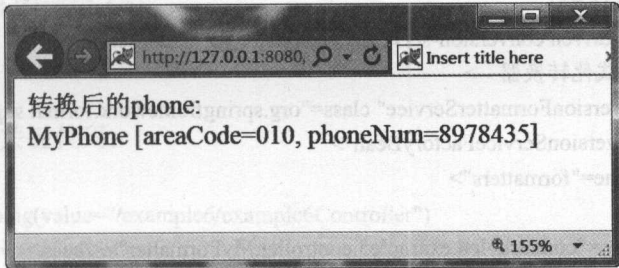 http://127.0.0.1:8080,
Insert title here
转换后的phone:
MyPhone [areaCode=010, phoneNum=8978435]
155%